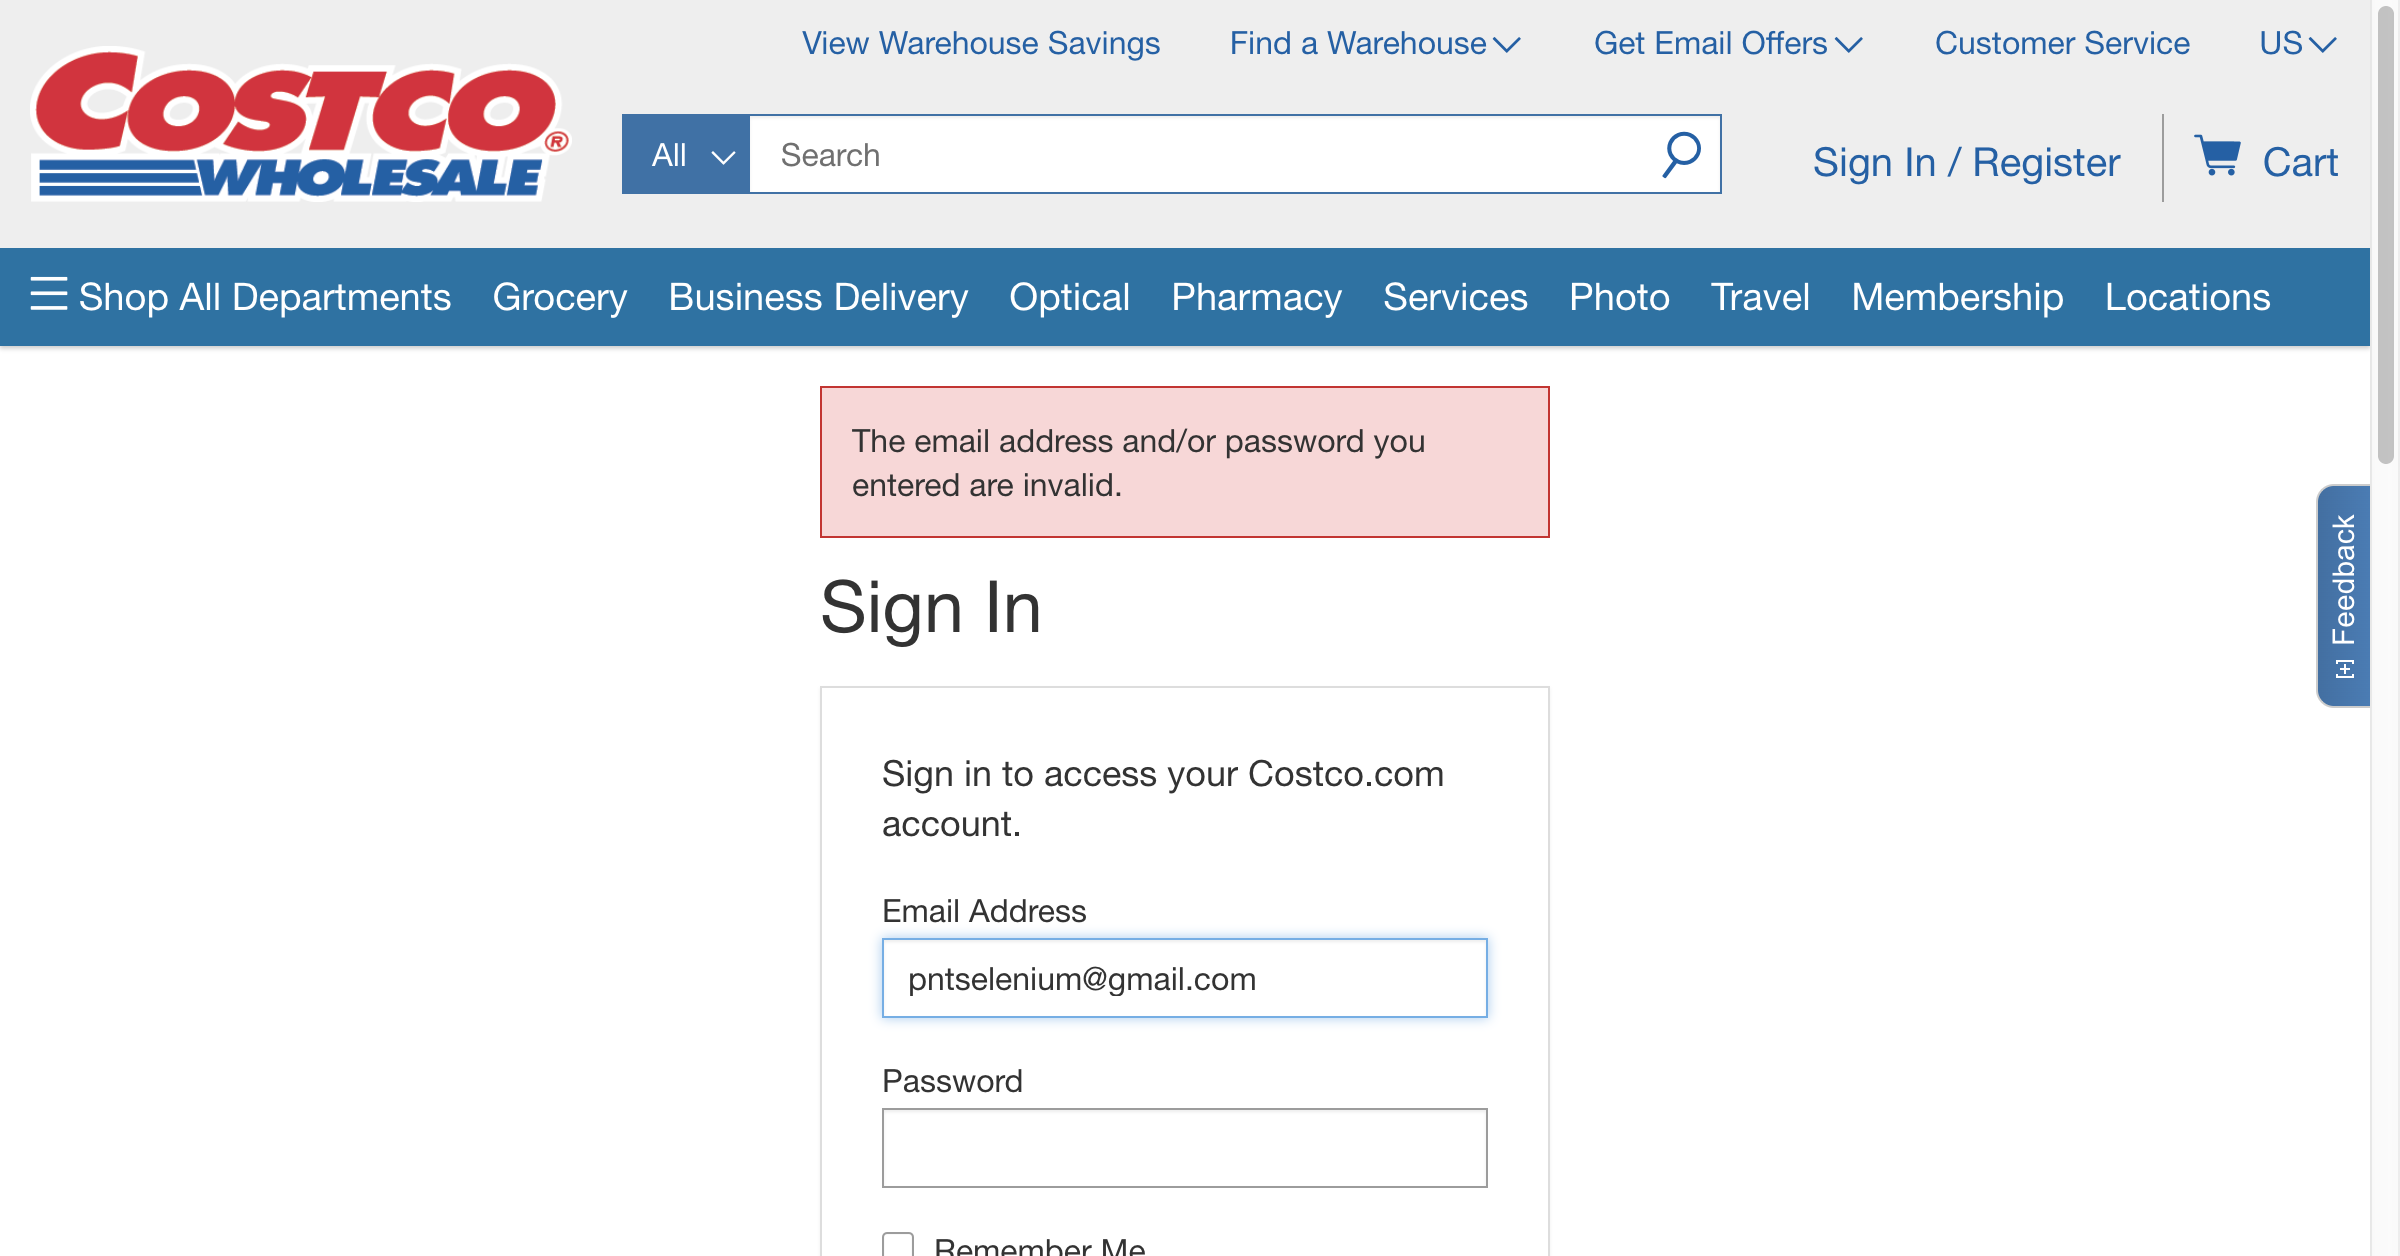 View Warehouse Savings Find a Warehouse Get Email Offers Customer Service US
COSTCO®
WHOLESALE
All Search Sign In / Register Cart
Shop All Departments Grocery Business Delivery Optical Pharmacy Services Photo Travel Membership Locations
The email address and/or password you
entered are invalid.
Sign In
[+] Feedback
Sign in to access your Costco.com
account.
Email Address
pntselenium@gmail.com
Password
Remember Me